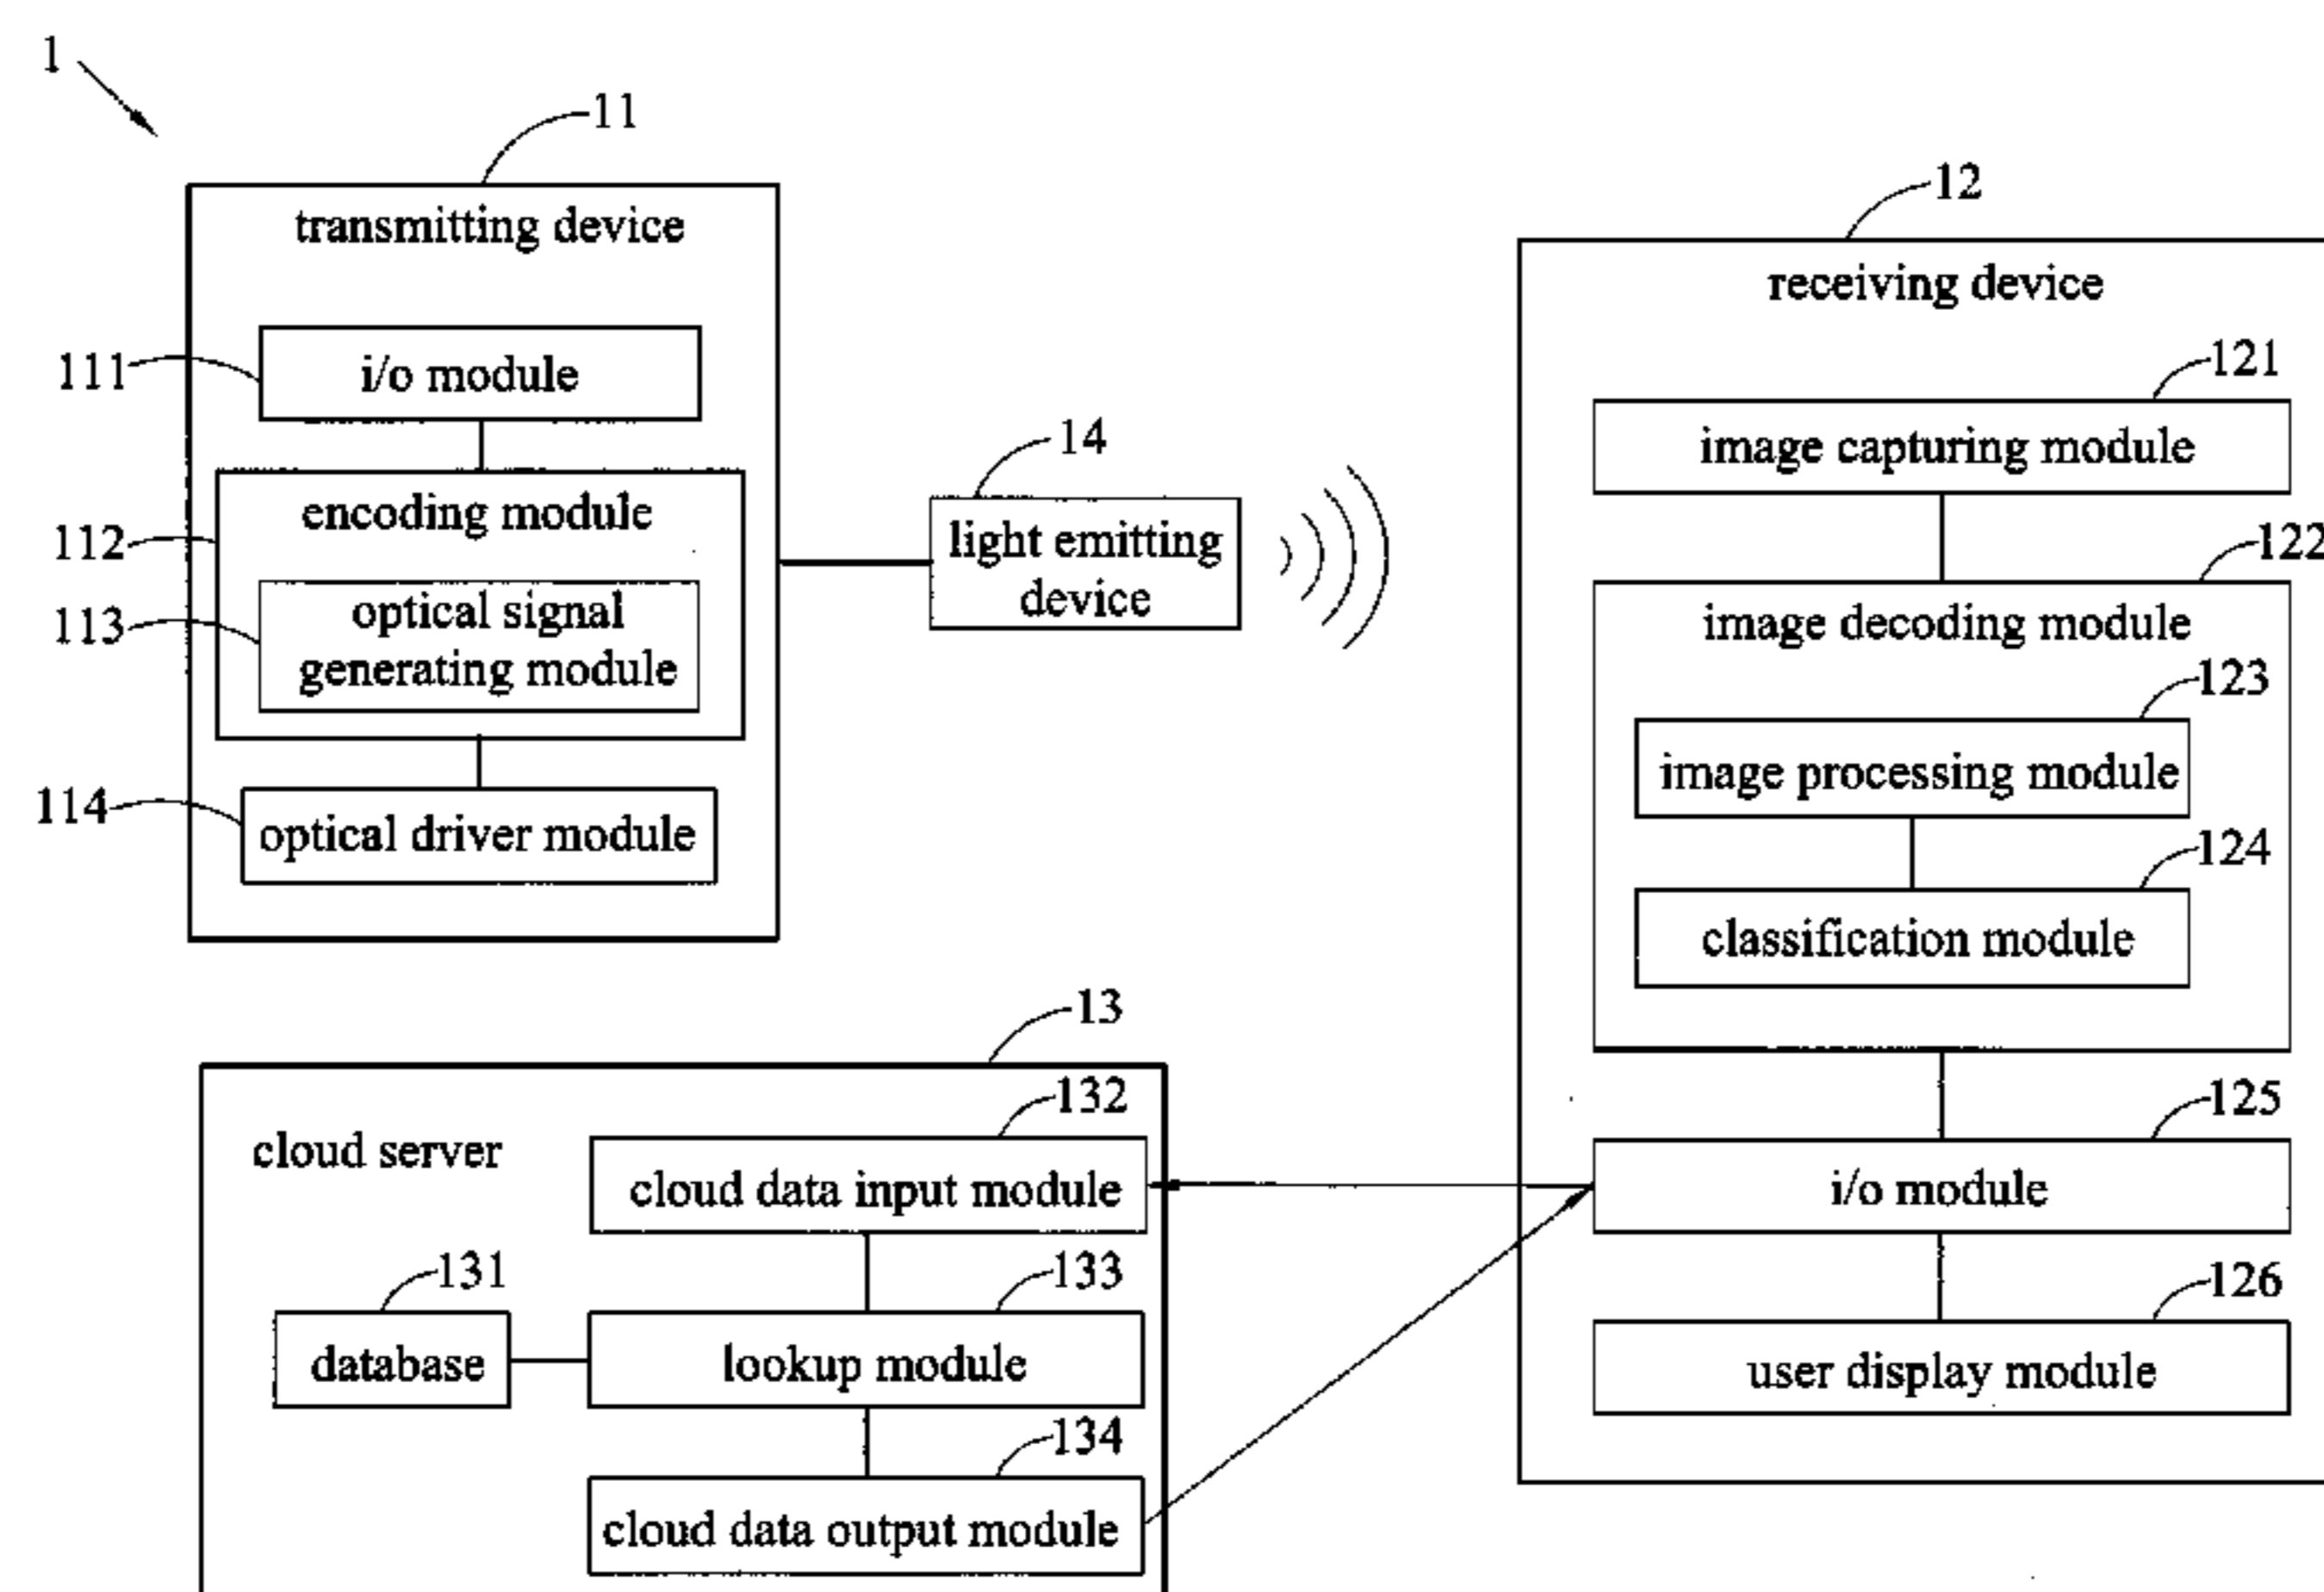 1
11
transmitting device
111
i/o module
112
encoding module
113
optical signal
generating module
114
optical driver module
14
light emitting
device
12
receiving device
121
image capturing module
122
image decoding module
123
image processing module
124
classification module
125
i/o module
126
user display module
13
cloud server
132
cloud data input module
131
database
133
lookup module
134
cloud data output module